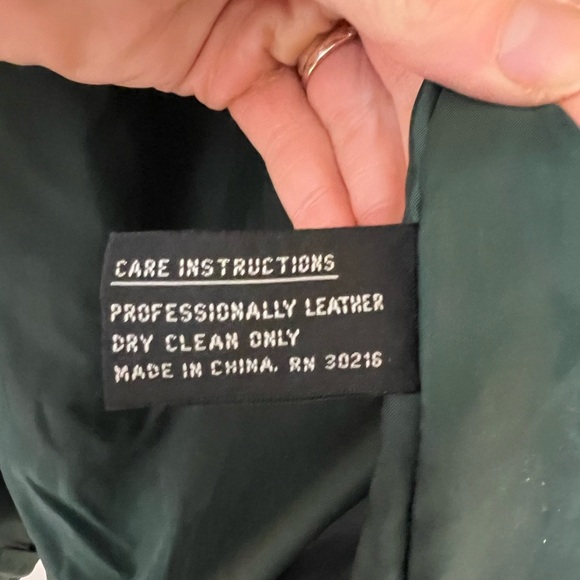 CARE INSTRUCTIONS
PROFESSIONALLY LEATHER
DRY CLEAN ONLY
MADE IN CHINA. RN 30216